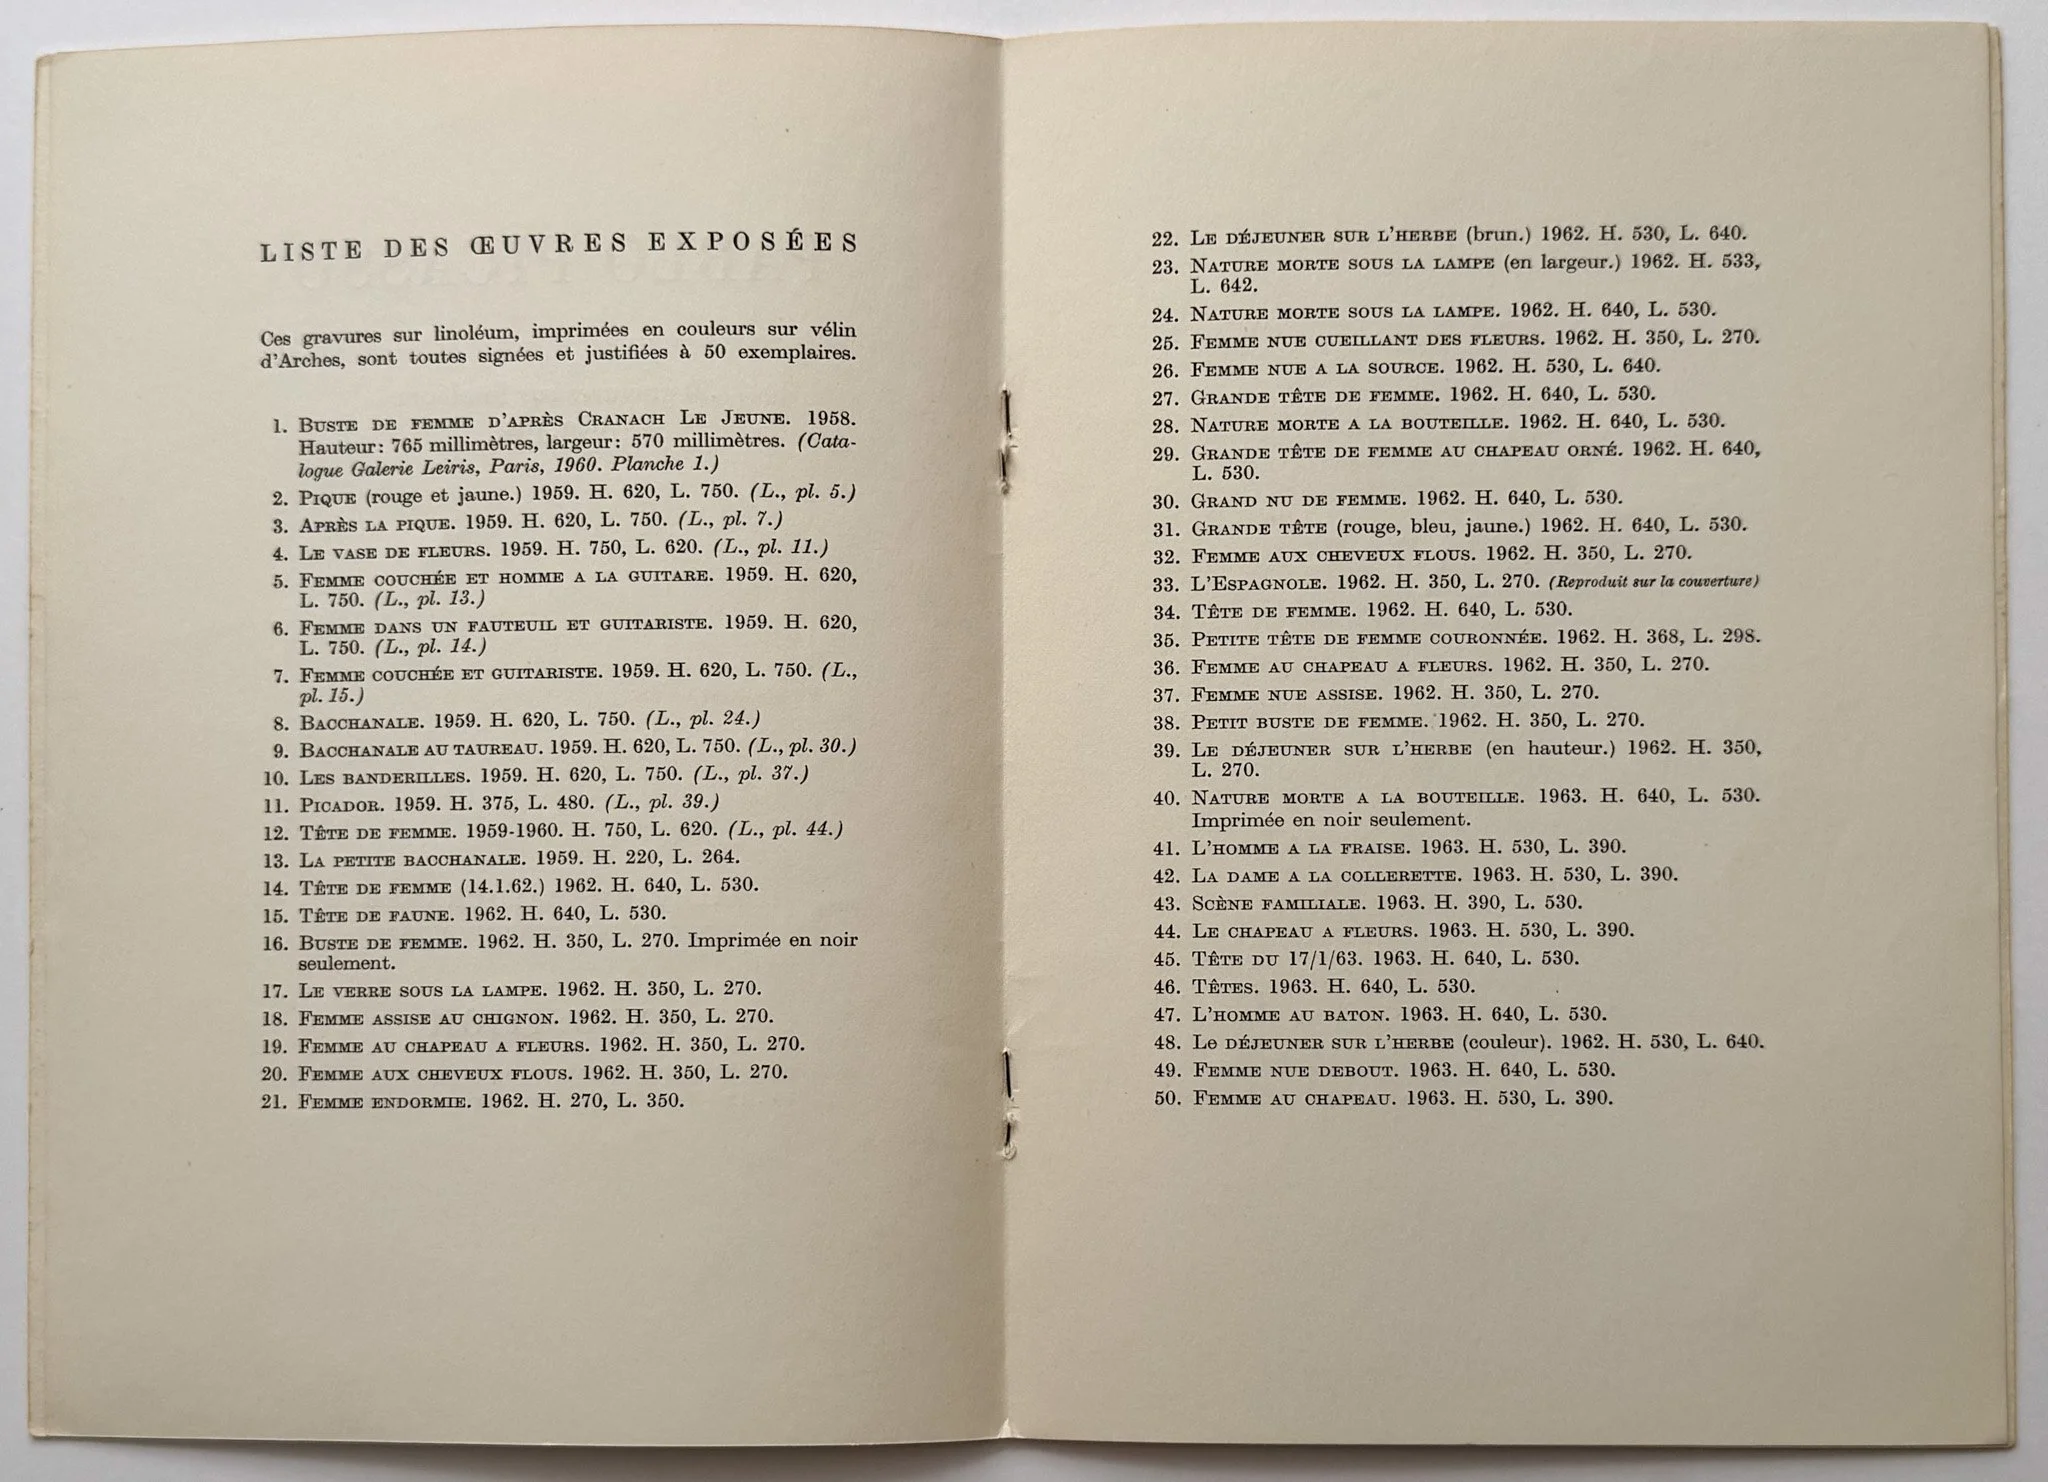 LISTE DES ŒUVRES EXPOSÉES
Ces gravures sur linoléum, imprimées en couleurs sur vélin
d'Arches, sont toutes signées et justifiées à 50 exemplaires.
1. BUSTE DE FEMME D'APRÈS CRANACH LE JEUNE. 1958.
Hauteur: 765 millimètres, largeur: 570 millimètres. (Cata-
logue Galerie Leiris, Paris, 1960. Planche 1.)
2. PIQUE (rouge et jaune.) 1959. H. 620, L. 750. (L., pl. 5.)
3. APRÈS LA PIQUE. 1959. H. 620, L. 750. (L., pl. 7.)
4. LE VASE DE FLEURS. 1959. H. 750, L. 620. (L., pl. 11.)
5. FEMME COUCHÉE ET HOMME A LA GUITARE. 1959. H. 620,
L. 750. (L., pl. 13.)
6. FEMME DANS UN FAUTEUIL ET GUITARISTE. 1959. H. 620,
L. 750. (L., pl. 14.)
7. FEMME COUCHÉE ET GUITARISTE. 1959. H. 620, L. 750. (L.,
pl. 15.)
8. BACCHANALE. 1959. H. 620, L. 750. (L., pl. 24.)
9. BACCHANALE AU TAUREAU. 1959. H. 620, L. 750. (L., pl. 30.)
10. LES BANDERILLES. 1959. H. 620, L. 750. (L., pl. 37.)
11. PICADOR. 1959. H. 375, L. 480. (L., pl. 39.)
12. TÊTE DE FEMME. 1959-1960. H. 750, L. 620. (L., pl. 44.)
13. LA PETITE BACCHANALE. 1959. H. 220, L. 264.
14. TÊTE DE FEMME (14.1.62.) 1962. H. 640, L. 530.
15. TÊTE DE FAUNE. 1962. H. 640, L. 530.
16. BUSTE DE FEMME. 1962. H. 350, L. 270. Imprimée en noir
seulement.
17. LE VERRE SOUS LA LAMPE. 1962. H. 350, L. 270.
18. FEMME ASSISE AU CHIGNON. 1962. H. 350, L. 270.
19. FEMME AU CHAPEAU A FLEURS. 1962. H. 350, L. 270.
20. FEMME AUX CHEVEUX FLOUS. 1962. H. 350, L. 270.
21. FEMME ENDORMIE. 1962. H. 270, L. 350.
22. LE DÉJEUNER SUR L'HERBE (brun.) 1962. H. 530, L. 640.
23. NATURE MORTE SOUS LA LAMPE (en largeur.) 1962. H. 533,
L. 642.
24. NATURE MORTE SOUS LA LAMPE. 1962. H. 640, L. 530.
25. FEMME NUE CUEILLANT DES FLEURS. 1962. H. 350, L. 270.
26. FEMME NUE A LA SOURCE. 1962. H. 530, L. 640.
27. GRANDE TÊTE DE FEMME. 1962. H. 640, L. 530.
28. NATURE MORTE A LA BOUTEILLE. 1962. H. 640, L. 530.
29. GRANDE TÊTE DE FEMME AU CHAPEAU ORNÉ. 1962. H. 640,
L. 530.
30. GRAND NU DE FEMME. 1962. H. 640, L. 530.
31. GRANDE TÊTE (rouge, bleu, jaune.) 1962. H. 640, L. 530.
32. FEMME AUX CHEVEUX FLOUS. 1962. H. 350, L. 270.
33. L'ESPAGNOLE. 1962. H. 350, L. 270. (Reproduit sur la couverture)
34. TÊTE DE FEMME. 1962. H. 640, L. 530.
35. PETITE TÊTE DE FEMME COURONNÉE. 1962. H. 368, L. 298.
36. FEMME AU CHAPEAU A FLEURS. 1962. H. 350, L. 270.
37. FEMME NUE ASSISE. 1962. H. 350, L. 270.
38. PETIT BUSTE DE FEMME. 1962. H. 350, L. 270.
39. LE DÉJEUNER SUR L'HERBE (en hauteur.) 1962. H. 350,
L. 270.
40. NATURE MORTE A LA BOUTEILLE. 1963. H. 640, L. 530.
Imprimée en noir seulement.
41. L'HOMME A LA FRAISE. 1963. H. 530, L. 390.
42. LA DAME A LA COLLERETTE. 1963. H. 530, L. 390.
43. SCÈNE FAMILIALE. 1963. H. 390, L. 530.
44. LE CHAPEAU A FLEURS. 1963. H. 530, L. 390.
45. TÊTE DU 17/1/63. 1963. H. 640, L. 530.
46. TÊTES. 1963. H. 640, L. 530.
47. L'HOMME AU BATON. 1963. H. 640, L. 530.
48. Le DÉJEUNER SUR L'HERBE (couleur). 1962. H. 530, L. 640.
49. FEMME NUE DEBOUT. 1963. H. 640, L. 530.
50. FEMME AU CHAPEAU. 1963. H. 530, L. 390.